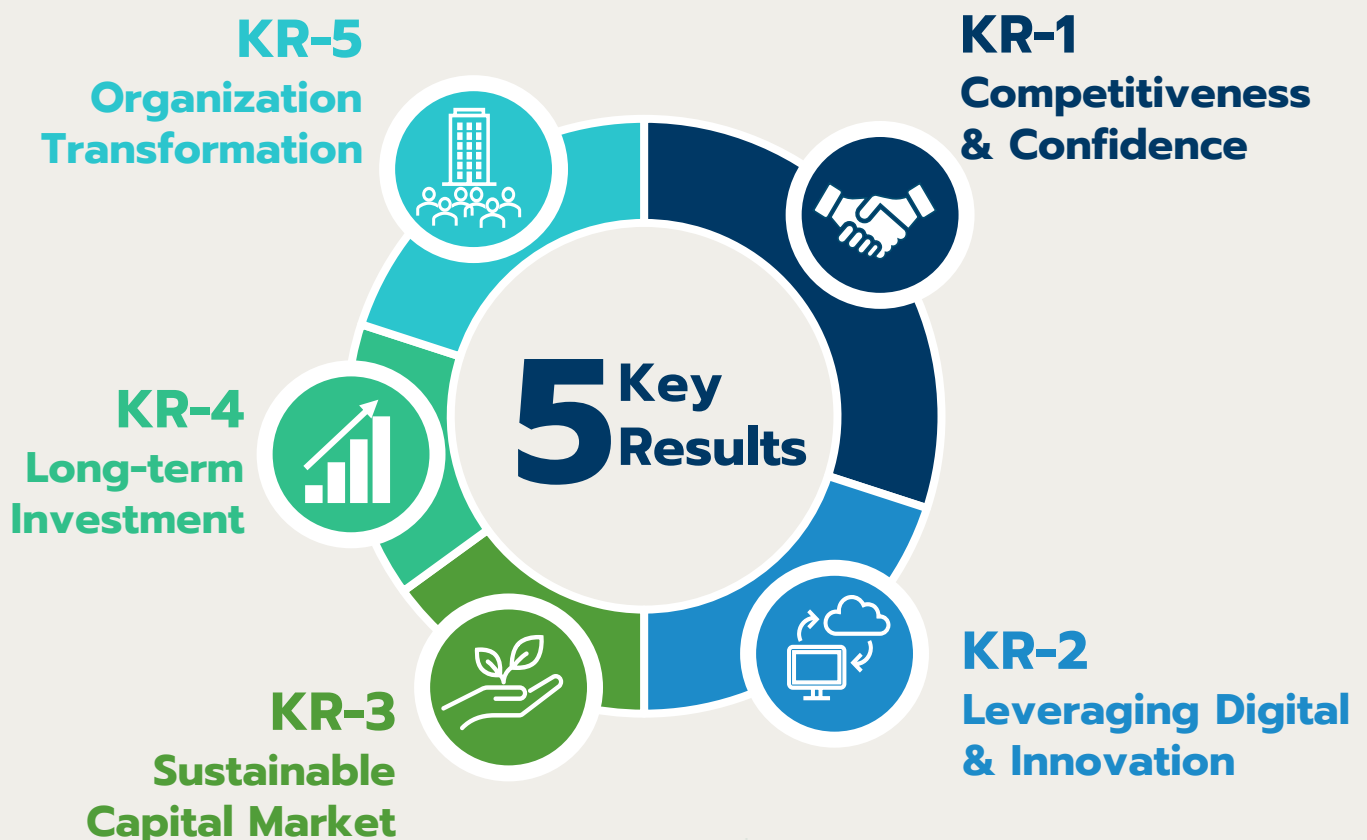 5 Key
Results
KR-1
Competitiveness
& Confidence
KR-2
Leveraging Digital
& Innovation
KR-3
Sustainable
Capital Market
KR-4
Long-term
Investment
KR-5
Organization
Transformation